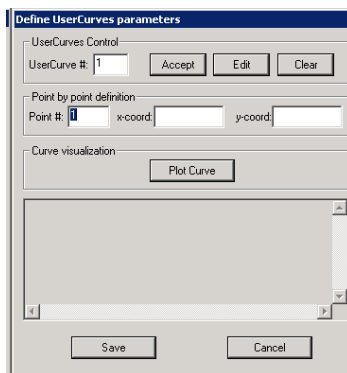 Define UserCurves parameters
UserCurves Control
UserCurve #: 1 Accept Edit Clear
Point by point definition
Point #: 1 x-coord: y-coord:
Curve visualization
Plot Curve
Save Cancel